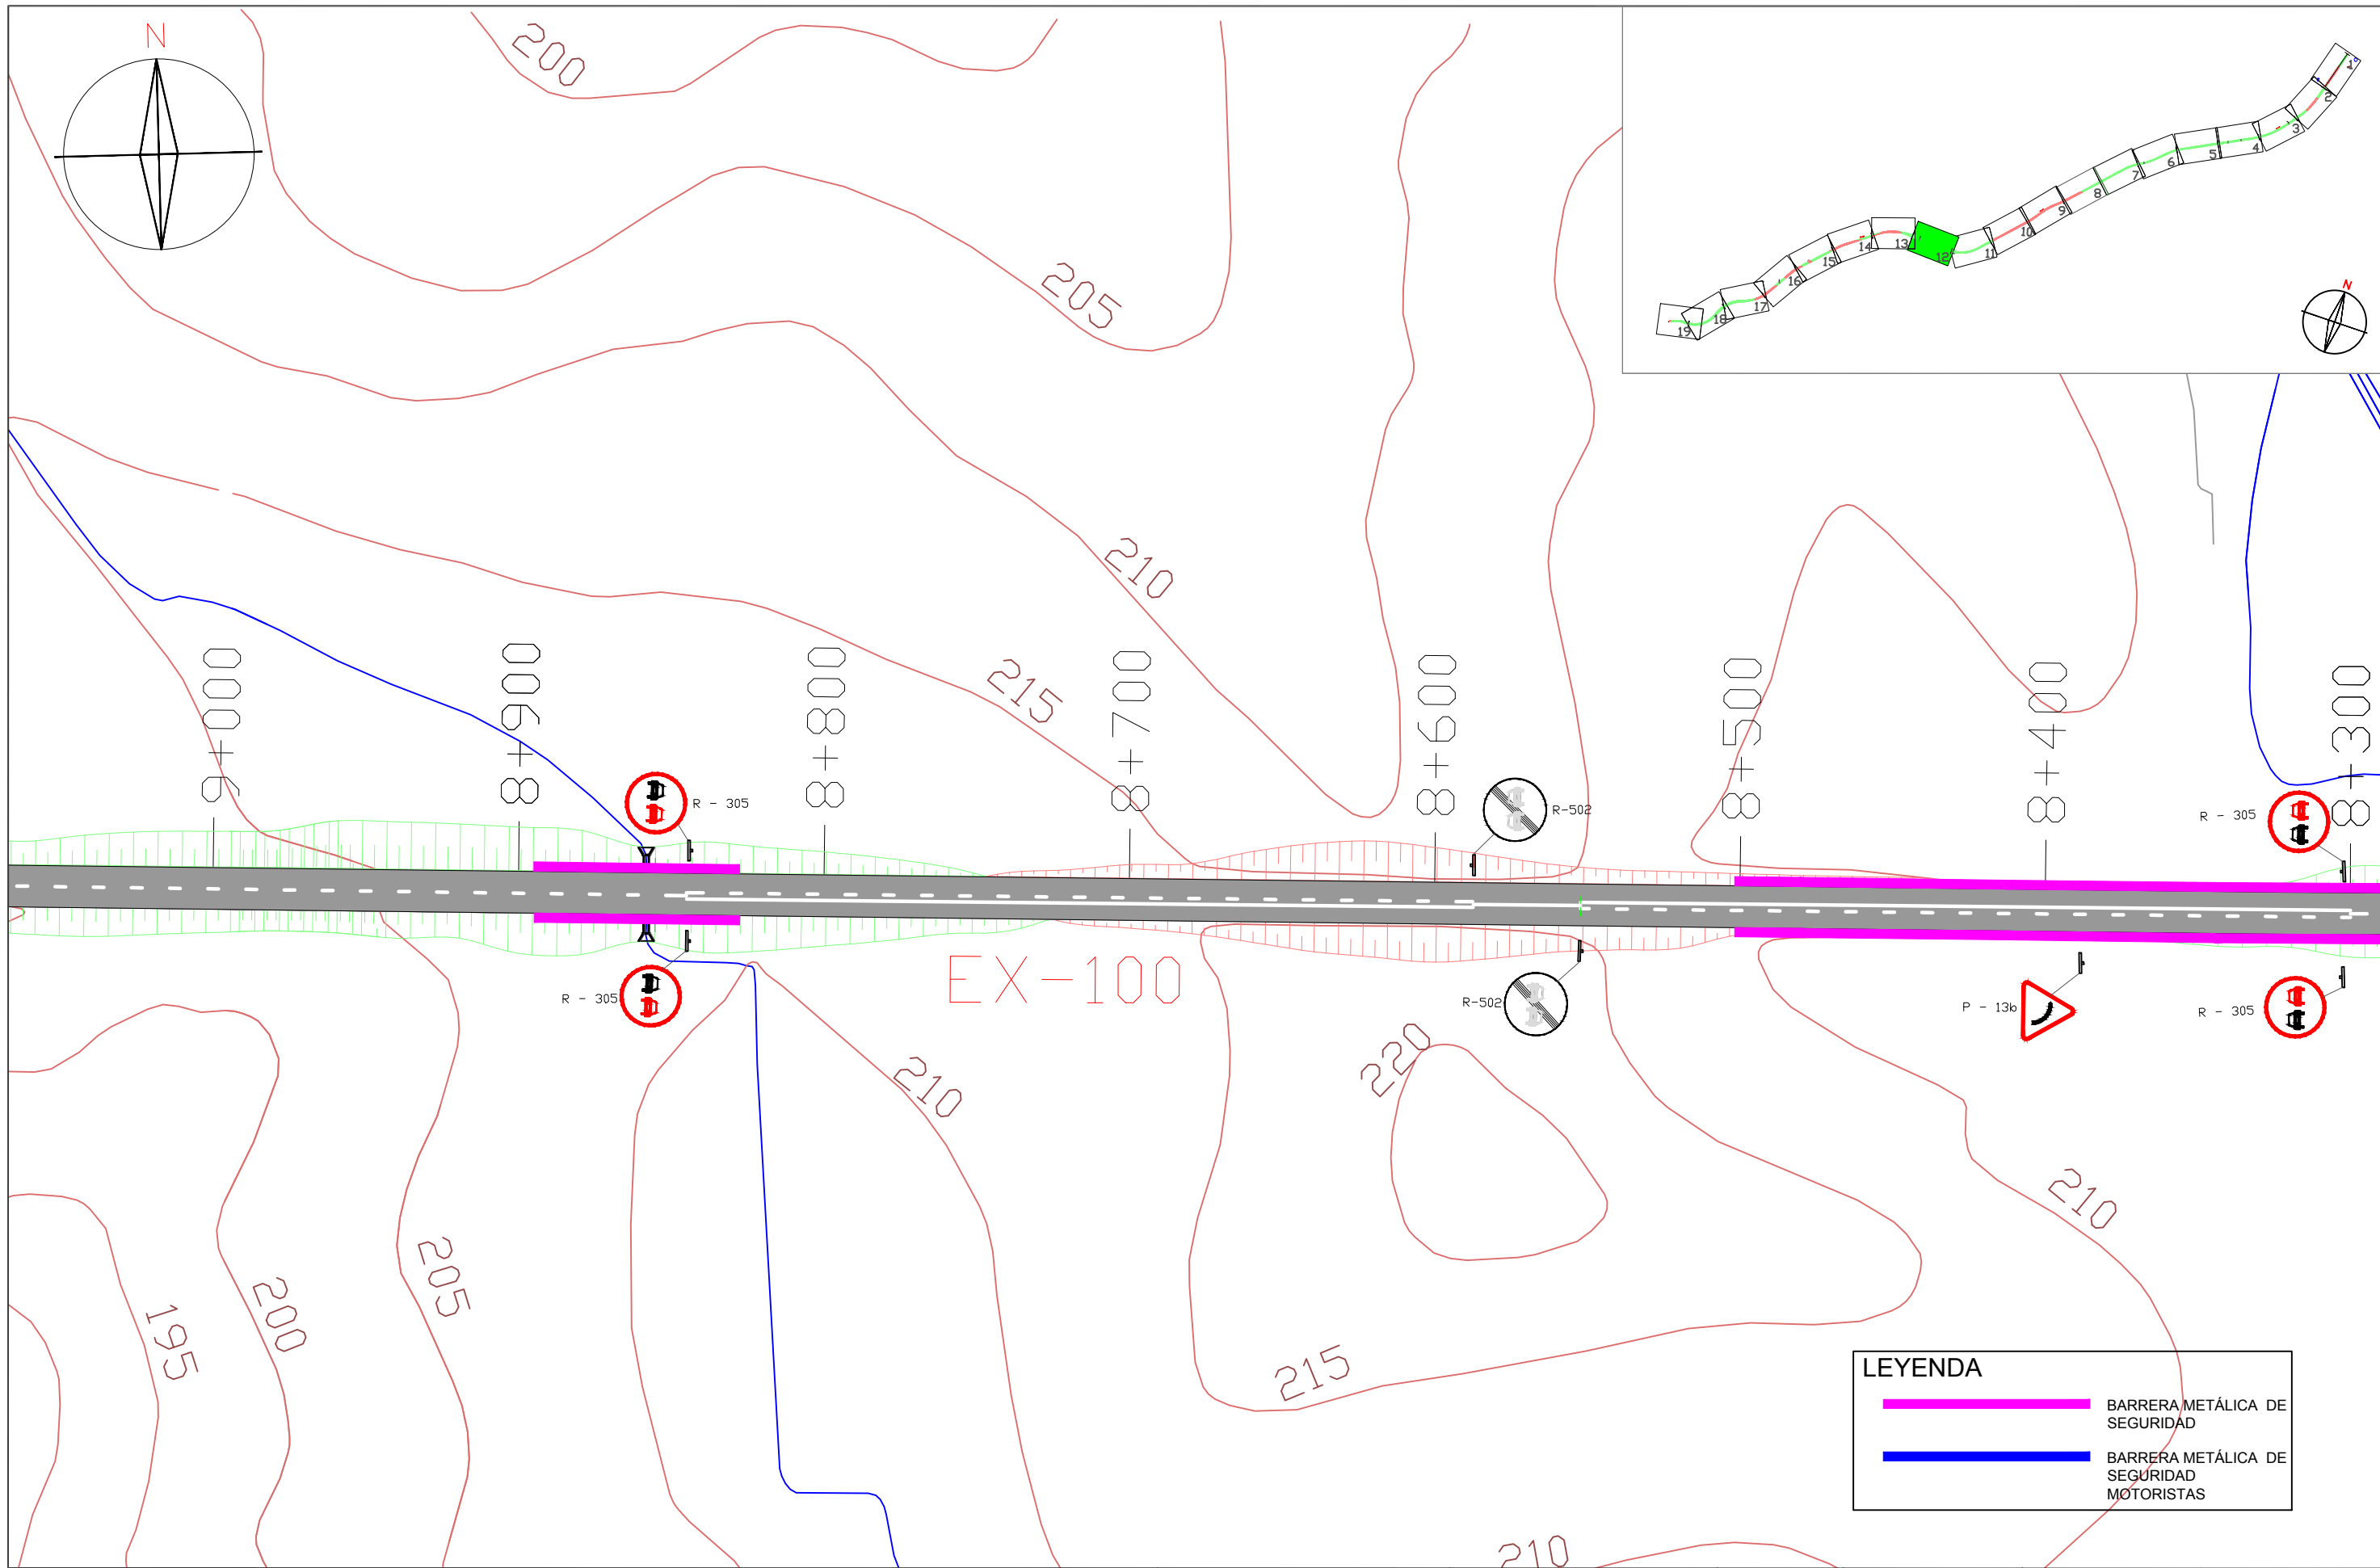 N
200
205
210
215
1
2
3
4
5
6
7
8
9
10
11
12
13
14
15
16
17
18
19
N
9+000
8+900
8+800
8+700
8+600
8+500
8+400
8+300
R - 305
R-502
R - 305
EX-100
R - 305
R-502
P - 13b
R - 305
220
210
210
205
200
195
215
210
LEYENDA
BARRERA METÁLICA DE
SEGURIDAD
BARRERA METÁLICA DE
SEGURIDAD
MOTORISTAS